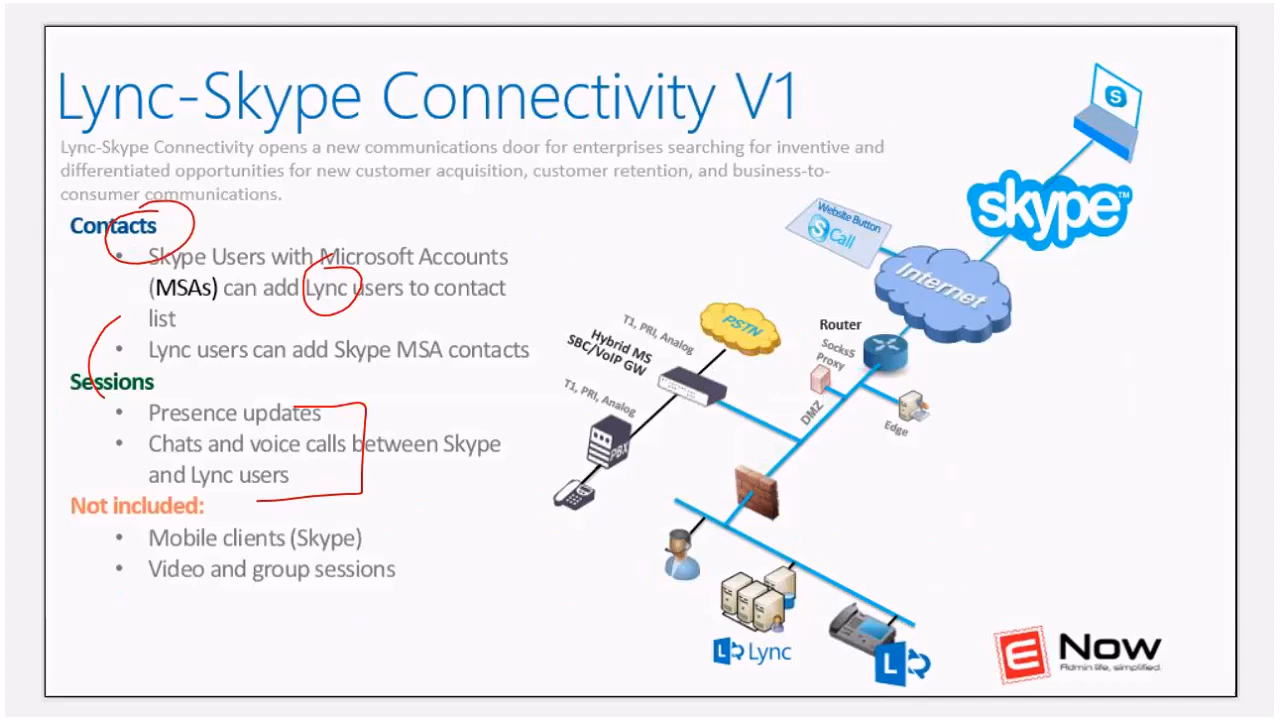 Lync-Skype Connectivity V1
Lync-Skype Connectivity opens a new communications door for enterprises searching for inventive and
differentiated opportunities for new customer acquisition, customer retention, and business-to-
consumer communications.
Contacts
• Skype Users with Microsoft Accounts
(MSAs) can add Lync users to contact
list
• Lync users can add Skype MSA contacts
Sessions
• Presence updates
• Chats and voice calls between Skype
and Lync users
Not included:
• Mobile clients (Skype)
• Video and group sessions
S
skype™
Website Button
S Call
Internet
PSTN
T1, PRI, Analog
Router
Hybrid MS
SBC/VoIP GW
Socks5
Proxy
T1, PRI, Analog
DMZ
Edge
PBX
L Lync
L
E Now
Admin life, simplified.